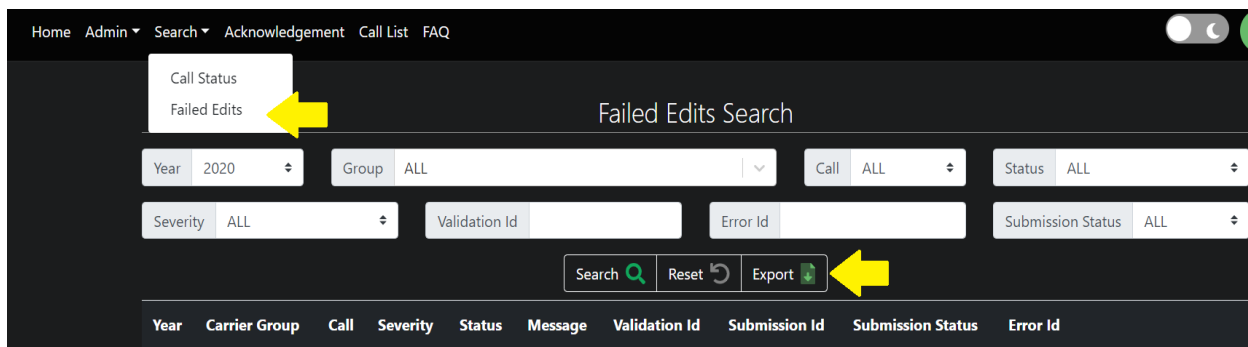 Home Admin Search Acknowledgement Call List FAQ
Call Status
Failed Edits
Failed Edits Search
Year 2020 Group ALL Call ALL Status ALL
Severity ALL Validation Id Error Id Submission Status ALL
Search Reset Export
Year Carrier Group Call Severity Status Message Validation Id Submission Id Submission Status Error Id